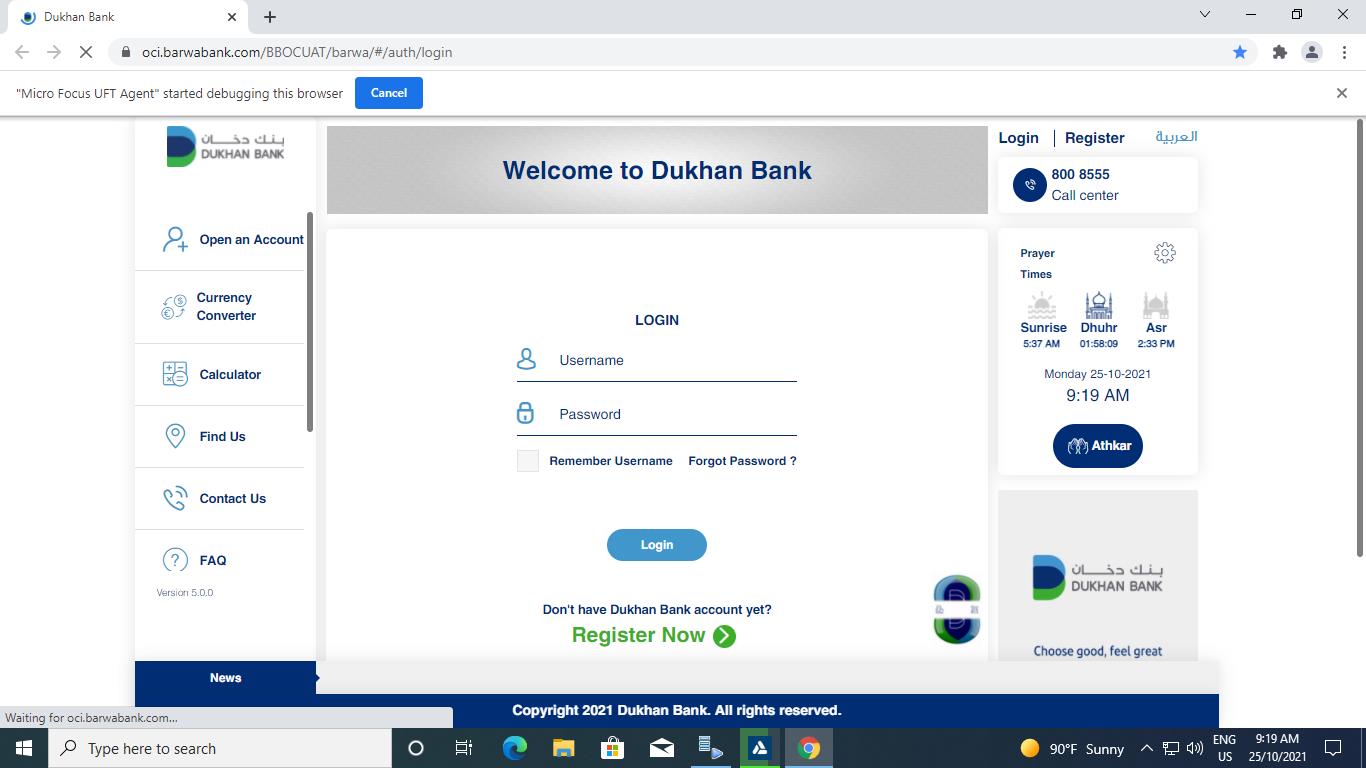 Dukhan Bank
oci.barwabank.com/BBOCUAT/barwa/#/auth/login
"Micro Focus UFT Agent" started debugging this browser
Cancel
بنك دخان
DUKHAN BANK
Open an Account
Currency
Converter
Calculator
Find Us
Contact Us
FAQ
Version 5.0.0
Welcome to Dukhan Bank
LOGIN
Username
Password
Remember Username Forgot Password ?
Login
Don't have Dukhan Bank account yet?
Register Now
Login Register العربية
800 8555
Call center
Prayer
Times
Sunrise Dhuhr Asr
5:37 AM 01:58:09 2:33 PM
Monday 25-10-2021
9:19 AM
Athkar
بنك دخان
DUKHAN BANK
Choose good, feel great
News
Copyright 2021 Dukhan Bank. All rights reserved.
Waiting for oci.barwabank.com...
Type here to search
90°F Sunny
ENG
US
9:19 AM
25/10/2021